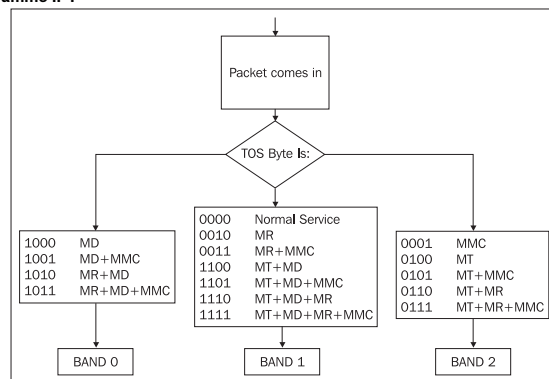 Packet comes in
TOS Byte Is:
1000 MD
1001 MD+MMC
1010 MR+MD
1011 MR+MD+MMC
0000 Normal Service
0010 MR
0011 MR+MMC
1100 MT+MD
1101 MT+MD+MMC
1110 MT+MD+MR
1111 MT+MD+MR+MMC
0001 MMC
0100 MT
0101 MT+MMC
0110 MT+MR
0111 MT+MR+MMC
BAND 0
BAND 1
BAND 2